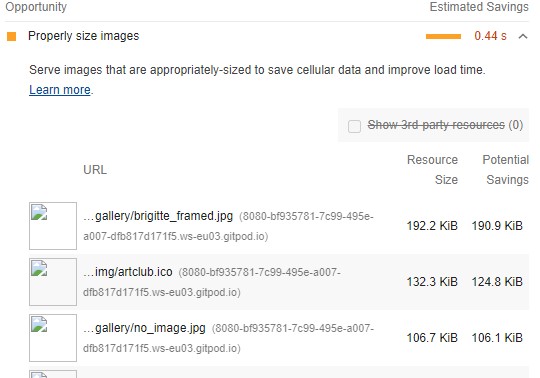 Opportunity Estimated Savings
Properly size images 0.44 s
Serve images that are appropriately-sized to save cellular data and improve load time.
Learn more.
Show 3rd-party resources (0)
URL Resource Size Potential Savings
…gallery/brigitte_framed.jpg (8080-bf935781-7c99-495e-
a007-dfb817d171f5.ws-eu03.gitpod.io) 192.2 KiB 190.9 KiB
…img/artclub.ico (8080-bf935781-7c99-495e-a007-
dfb817d171f5.ws-eu03.gitpod.io) 132.3 KiB 124.8 KiB
…gallery/no_image.jpg (8080-bf935781-7c99-495e-a007-
dfb817d171f5.ws-eu03.gitpod.io) 106.7 KiB 106.1 KiB